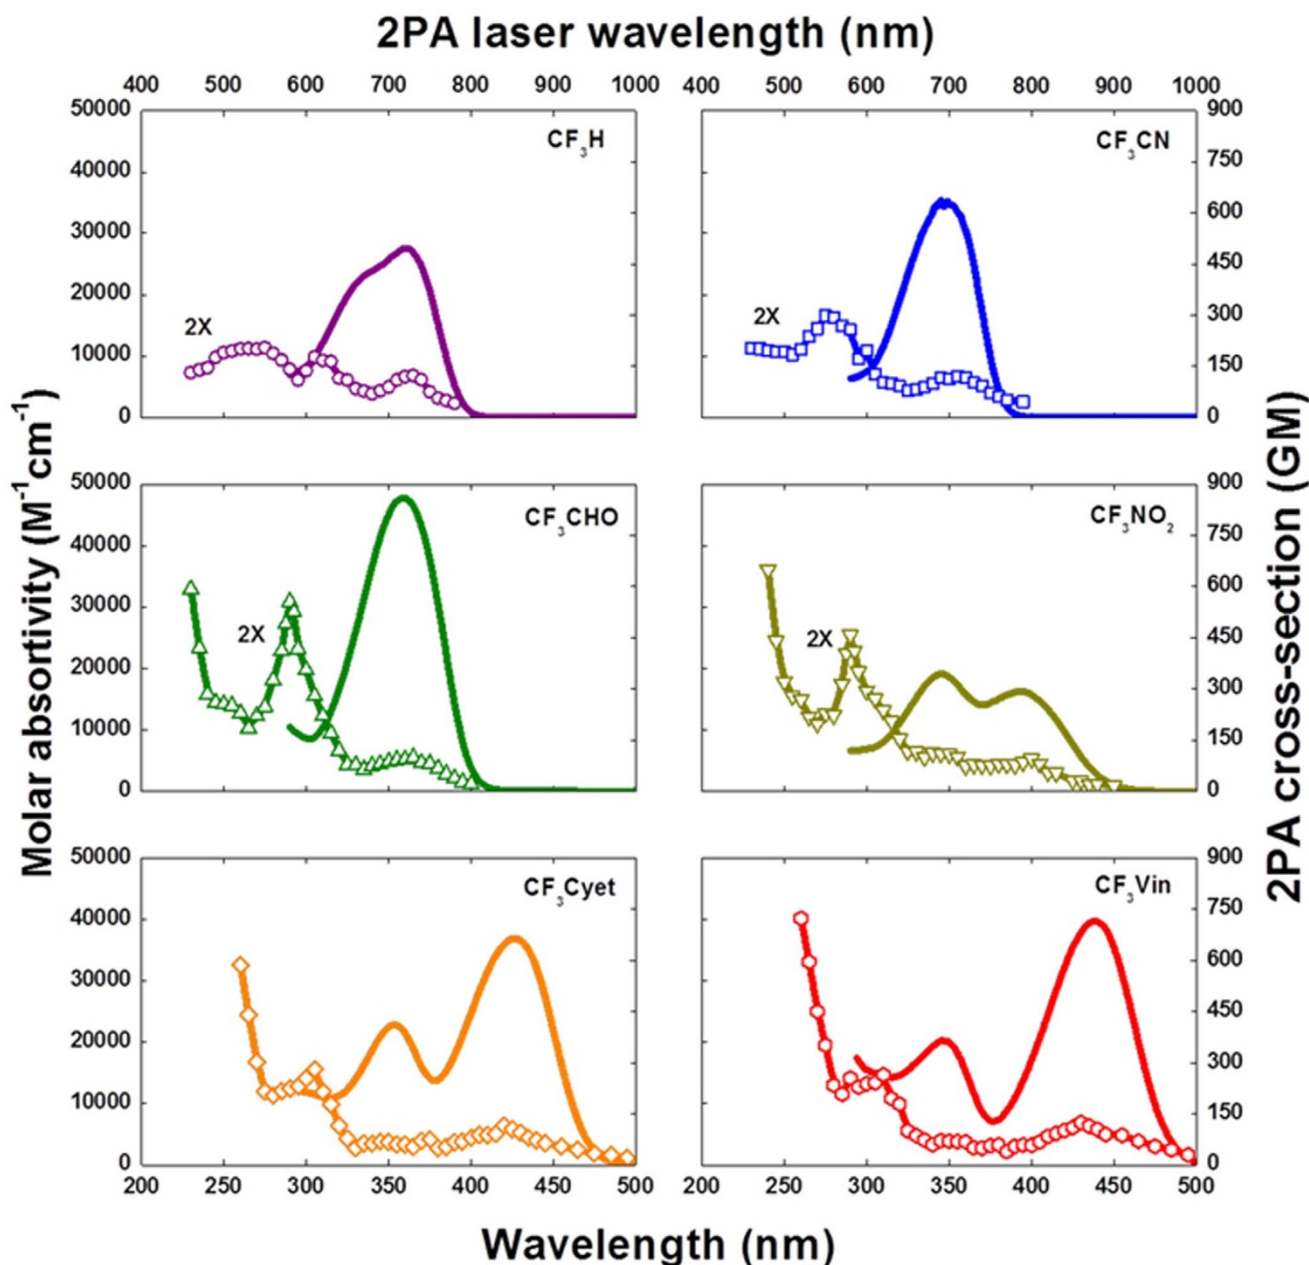 2PA laser wavelength (nm)
400 500 600 700 800 900 1000 400 500 600 700 800 900 1000
50000 900
CF₃H CF₃CN
40000 750
600
30000
450
20000
2X 2X 300
10000
150
0 0
50000 900
CF₃CHO CF₃NO₂
40000 750
600
30000
2X 2X 450
20000
300
10000
150
0 0
50000 900
CF₃Cyet CF₃Vin
40000 750
600
30000
450
20000
300
10000
150
0 0
200 250 300 350 400 450 500 200 250 300 350 400 450 500
Wavelength (nm)
Molar absortivity (M⁻¹cm⁻¹)
2PA cross-section (GM)